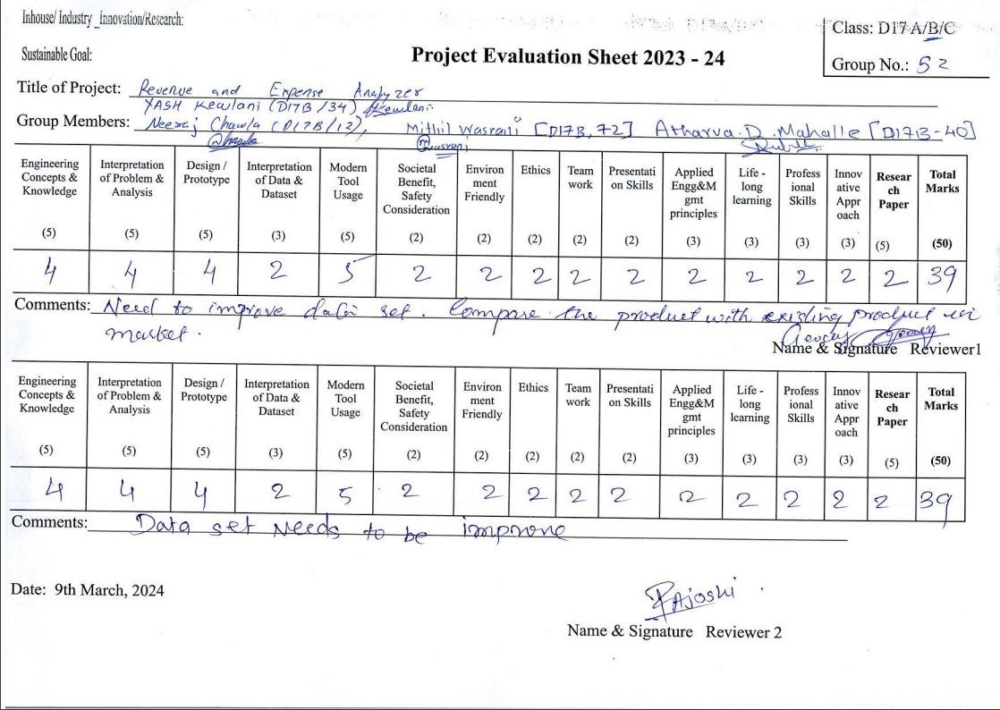 Inhouse/ Industry _Innovation/Research:
Class: D17 A/B/C
Sustainable Goal:
Project Evaluation Sheet 2023 - 24
Group No.: 52
Title of Project: Revenue and Expense Analyzer
YASH Kewlani (D17B/34) Kewlani
Group Members: Neeraj Chawla (D17B/12), Mithil Wasrani [D17B, 72] Atharva.D.Mahalle [D17B-40]
Engineering Concepts & Knowledge (5) Interpretation of Problem & Analysis (5) Design / Prototype (5) Interpretation of Data & Dataset (3) Modern Tool Usage (5) Societal Benefit, Safety Consideration (2) Environ ment Friendly (2) Ethics (2) Team work (2) Presentati on Skills (2) Applied Engg&M gmt principles (3) Life - long learning (3) Profess ional Skills (3) Innov ative Appr oach (3) Resear ch Paper (5) Total Marks (50)
4 4 4 2 5 2 2 2 2 2 2 2 2 2 2 39
Comments: Need to improve data set. Compare the product with existing product in
market.
Name & Signature Reviewer1
Engineering Concepts & Knowledge (5) Interpretation of Problem & Analysis (5) Design / Prototype (5) Interpretation of Data & Dataset (3) Modern Tool Usage (5) Societal Benefit, Safety Consideration (2) Environ ment Friendly (2) Ethics (2) Team work (2) Presentati on Skills (2) Applied Engg&M gmt principles (3) Life - long learning (3) Profess ional Skills (3) Innov ative Appr oach (3) Resear ch Paper (5) Total Marks (50)
4 4 4 2 5 2 2 2 2 2 2 2 2 2 2 39
Comments: Data set Needs to be improve
Date: 9th March, 2024
Name & Signature Reviewer 2